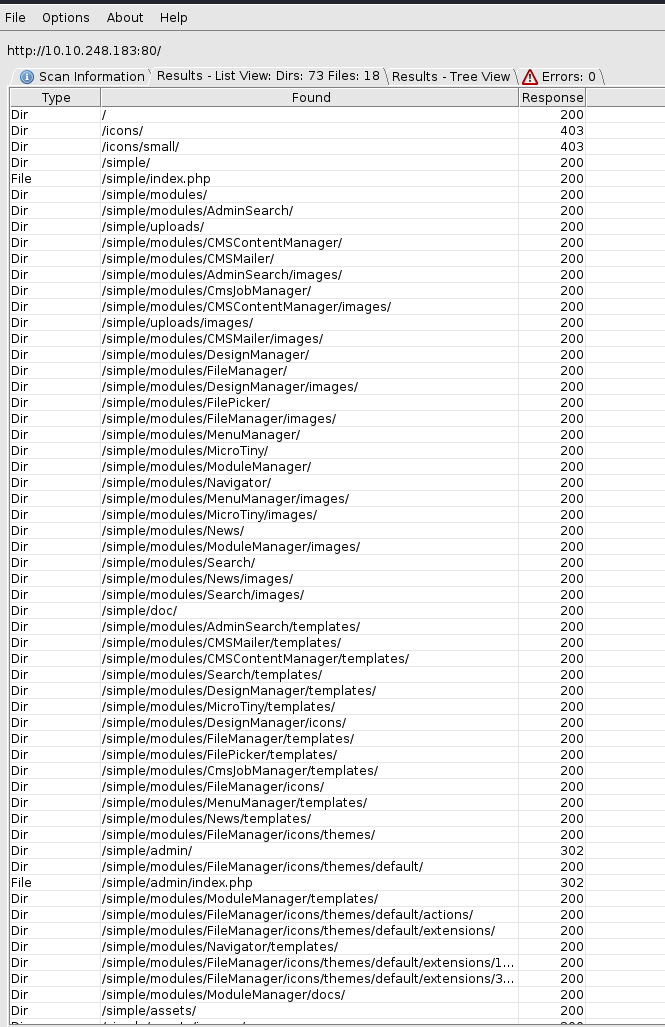 File Options About Help
http://10.10.248.183:80/
Scan Information Results - List View: Dirs: 73 Files: 18 Results - Tree View Errors: 0
Type Found Response
Dir / 200
Dir /icons/ 403
Dir /icons/small/ 403
Dir /simple/ 200
File /simple/index.php 200
Dir /simple/modules/ 200
Dir /simple/modules/AdminSearch/ 200
Dir /simple/uploads/ 200
Dir /simple/modules/CMSContentManager/ 200
Dir /simple/modules/CMSMailer/ 200
Dir /simple/modules/AdminSearch/images/ 200
Dir /simple/modules/CmsJobManager/ 200
Dir /simple/modules/CMSContentManager/images/ 200
Dir /simple/uploads/images/ 200
Dir /simple/modules/CMSMailer/images/ 200
Dir /simple/modules/DesignManager/ 200
Dir /simple/modules/FileManager/ 200
Dir /simple/modules/DesignManager/images/ 200
Dir /simple/modules/FilePicker/ 200
Dir /simple/modules/FileManager/images/ 200
Dir /simple/modules/MenuManager/ 200
Dir /simple/modules/MicroTiny/ 200
Dir /simple/modules/ModuleManager/ 200
Dir /simple/modules/Navigator/ 200
Dir /simple/modules/MenuManager/images/ 200
Dir /simple/modules/MicroTiny/images/ 200
Dir /simple/modules/News/ 200
Dir /simple/modules/ModuleManager/images/ 200
Dir /simple/modules/Search/ 200
Dir /simple/modules/News/images/ 200
Dir /simple/modules/Search/images/ 200
Dir /simple/doc/ 200
Dir /simple/modules/AdminSearch/templates/ 200
Dir /simple/modules/CMSMailer/templates/ 200
Dir /simple/modules/CMSContentManager/templates/ 200
Dir /simple/modules/Search/templates/ 200
Dir /simple/modules/DesignManager/templates/ 200
Dir /simple/modules/MicroTiny/templates/ 200
Dir /simple/modules/DesignManager/icons/ 200
Dir /simple/modules/FileManager/templates/ 200
Dir /simple/modules/FilePicker/templates/ 200
Dir /simple/modules/CmsJobManager/templates/ 200
Dir /simple/modules/FileManager/icons/ 200
Dir /simple/modules/MenuManager/templates/ 200
Dir /simple/modules/News/templates/ 200
Dir /simple/modules/FileManager/icons/themes/ 200
Dir /simple/admin/ 302
Dir /simple/modules/FileManager/icons/themes/default/ 200
File /simple/admin/index.php 302
Dir /simple/modules/ModuleManager/templates/ 200
Dir /simple/modules/FileManager/icons/themes/default/actions/ 200
Dir /simple/modules/FileManager/icons/themes/default/extensions/ 200
Dir /simple/modules/Navigator/templates/ 200
Dir /simple/modules/FileManager/icons/themes/default/extensions/1... 200
Dir /simple/modules/FileManager/icons/themes/default/extensions/3... 200
Dir /simple/modules/ModuleManager/docs/ 200
Dir /simple/assets/ 200